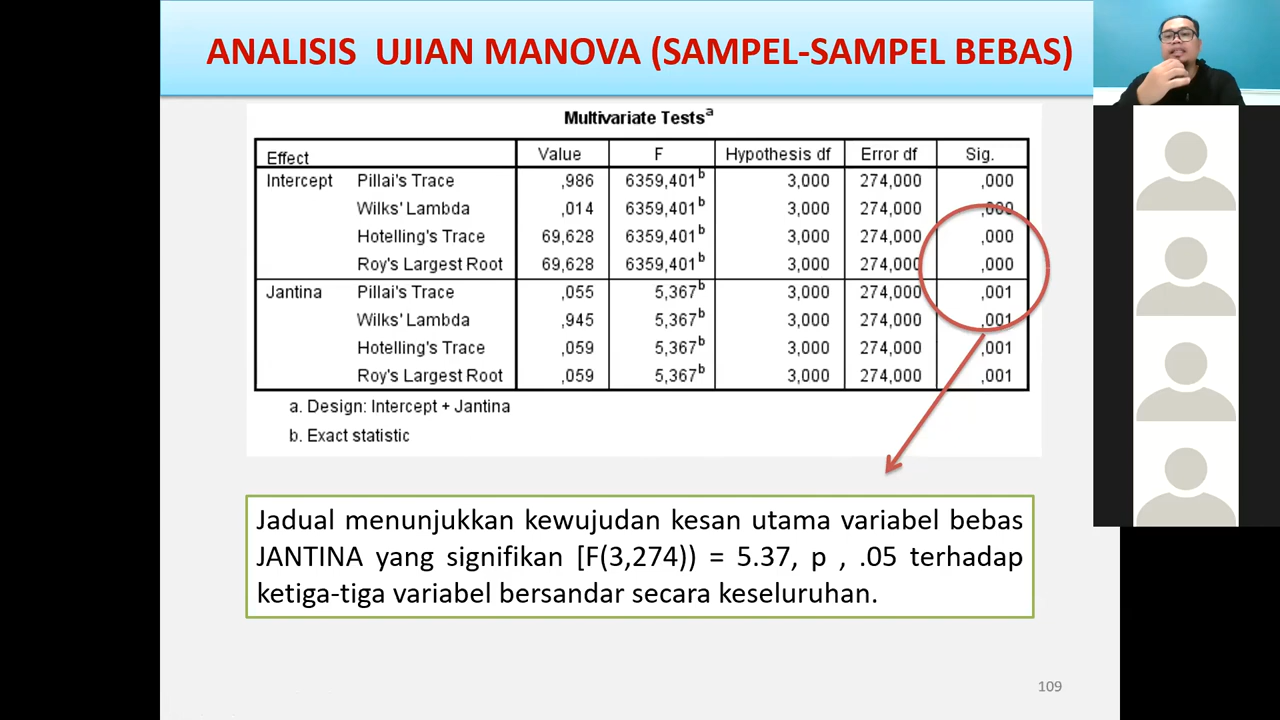 ANALISIS UJIAN MANOVA (SAMPEL-SAMPEL BEBAS)
Multivariate Testsa
Effect Value F Hypothesis df Error df Sig.
Intercept Pillai's Trace ,986 6359,401b 3,000 274,000 ,000
Wilks' Lambda ,014 6359,401b 3,000 274,000 ,000
Hotelling's Trace 69,628 6359,401b 3,000 274,000 ,000
Roy's Largest Root 69,628 6359,401b 3,000 274,000 ,000
Jantina Pillai's Trace ,055 5,367b 3,000 274,000 ,001
Wilks' Lambda ,945 5,367b 3,000 274,000 ,001
Hotelling's Trace ,059 5,367b 3,000 274,000 ,001
Roy's Largest Root ,059 5,367b 3,000 274,000 ,001
a. Design: Intercept + Jantina
b. Exact statistic
Jadual menunjukkan kewujudan kesan utama variabel bebas
JANTINA yang signifikan [F(3,274)) = 5.37, p , .05 terhadap
ketiga-tiga variabel bersandar secara keseluruhan.
109